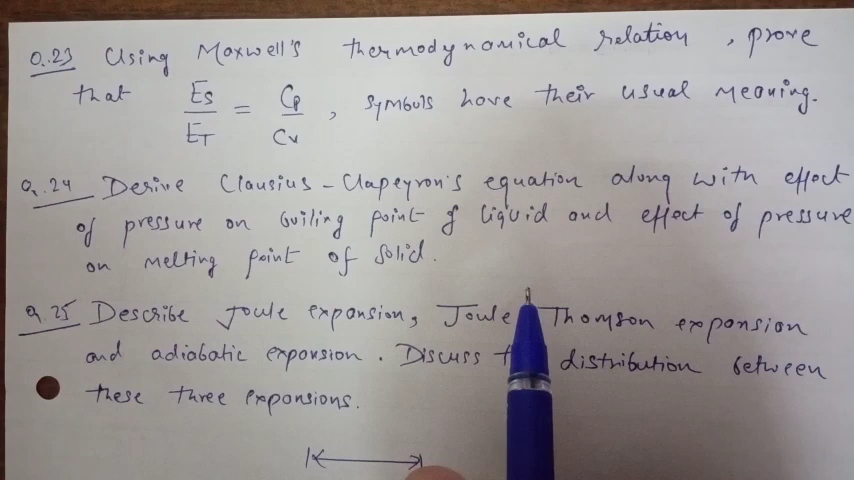 Q.23 Using Maxwell's thermodynamical relation, prove
that Es/ET = Cp/Cv, symbols have their usual meaning.
Q.24 Derive Clausius-Clapeyron's equation along with effect
of pressure on boiling point of liquid and effect of pressure
on melting point of solid.
Q.25 Describe Joule expansion, Joule Thomson expansion
and adiabatic expansion. Discuss distribution between
these three expansions.